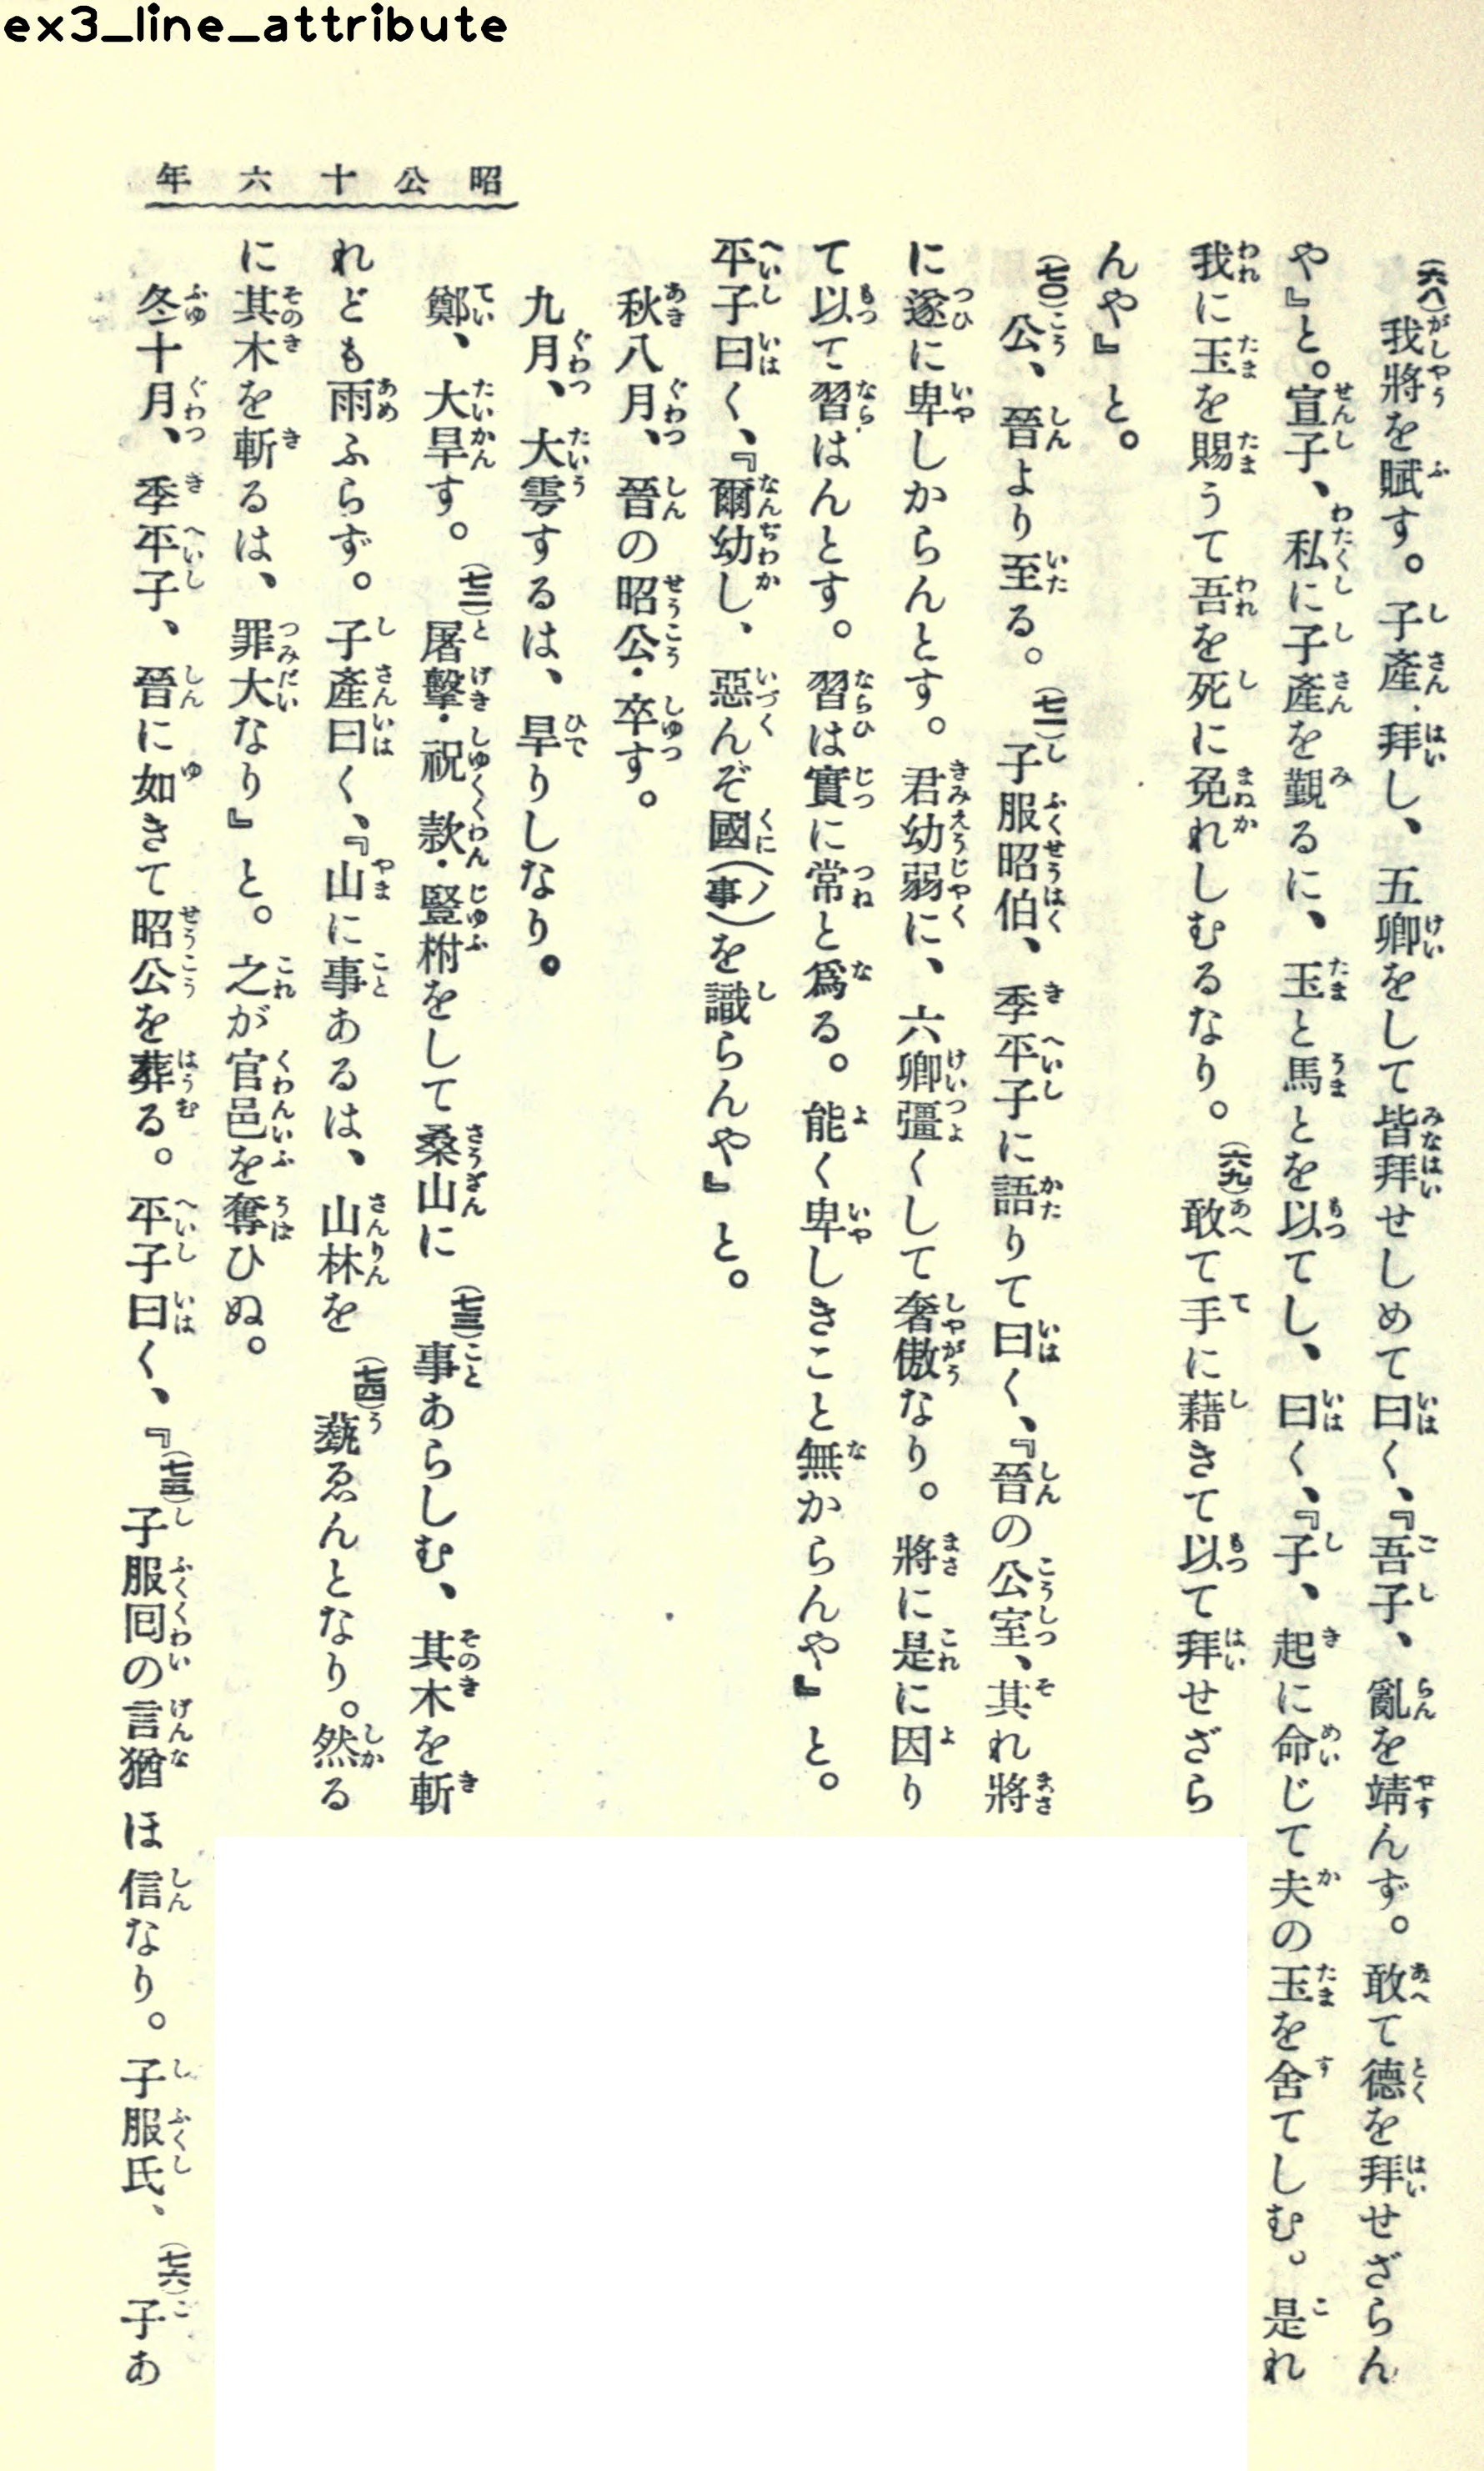 ex3_line_attribute
昭公十六年
(六八)我將を賦す。子產・拜し、五卿をして皆拜せしめて曰く、『吾子、亂を靖んず。敢て德を拜せざらん
や』と。宣子、私に子產を覲るに、玉と馬とを以てし、曰く、『子、起に命じて夫の玉を舍てしむ。是れ
我に玉を賜うて吾を死に免れしむるなり。(六九)敢て手に藉きて以て拜せざら
んや』と。
(七〇)公、晉より至る。(七一)子服昭伯、季平子に語りて曰く、『晉の公室、其れ將
に遂に卑しからんとす。君幼弱に、六卿彊くして奢傲なり。將に是に因り
て以て習はんとす。習は實に常と爲る。能く卑しきこと無からんや』と。
平子曰く、『爾幼し、惡んぞ國(ノ事)を識らんや』と。
秋八月、晉の昭公・卒す。
九月、大雩するは、旱りしなり。
鄭、大旱す。(七二)屠擊・祝款・豎柎をして桑山に(七三)事あらしむ、其木を斬
れども雨ふらず。子產曰く、『山に事あるは、山林を(七四)蓺ゑんとなり。然る
に其木を斬るは、罪大なり』と。之が官邑を奪ひぬ。
冬十月、季平子、晉に如きて昭公を葬る。平子曰く、『(七五)子服回の言猶ほ信なり。子服氏、(七六)子あ